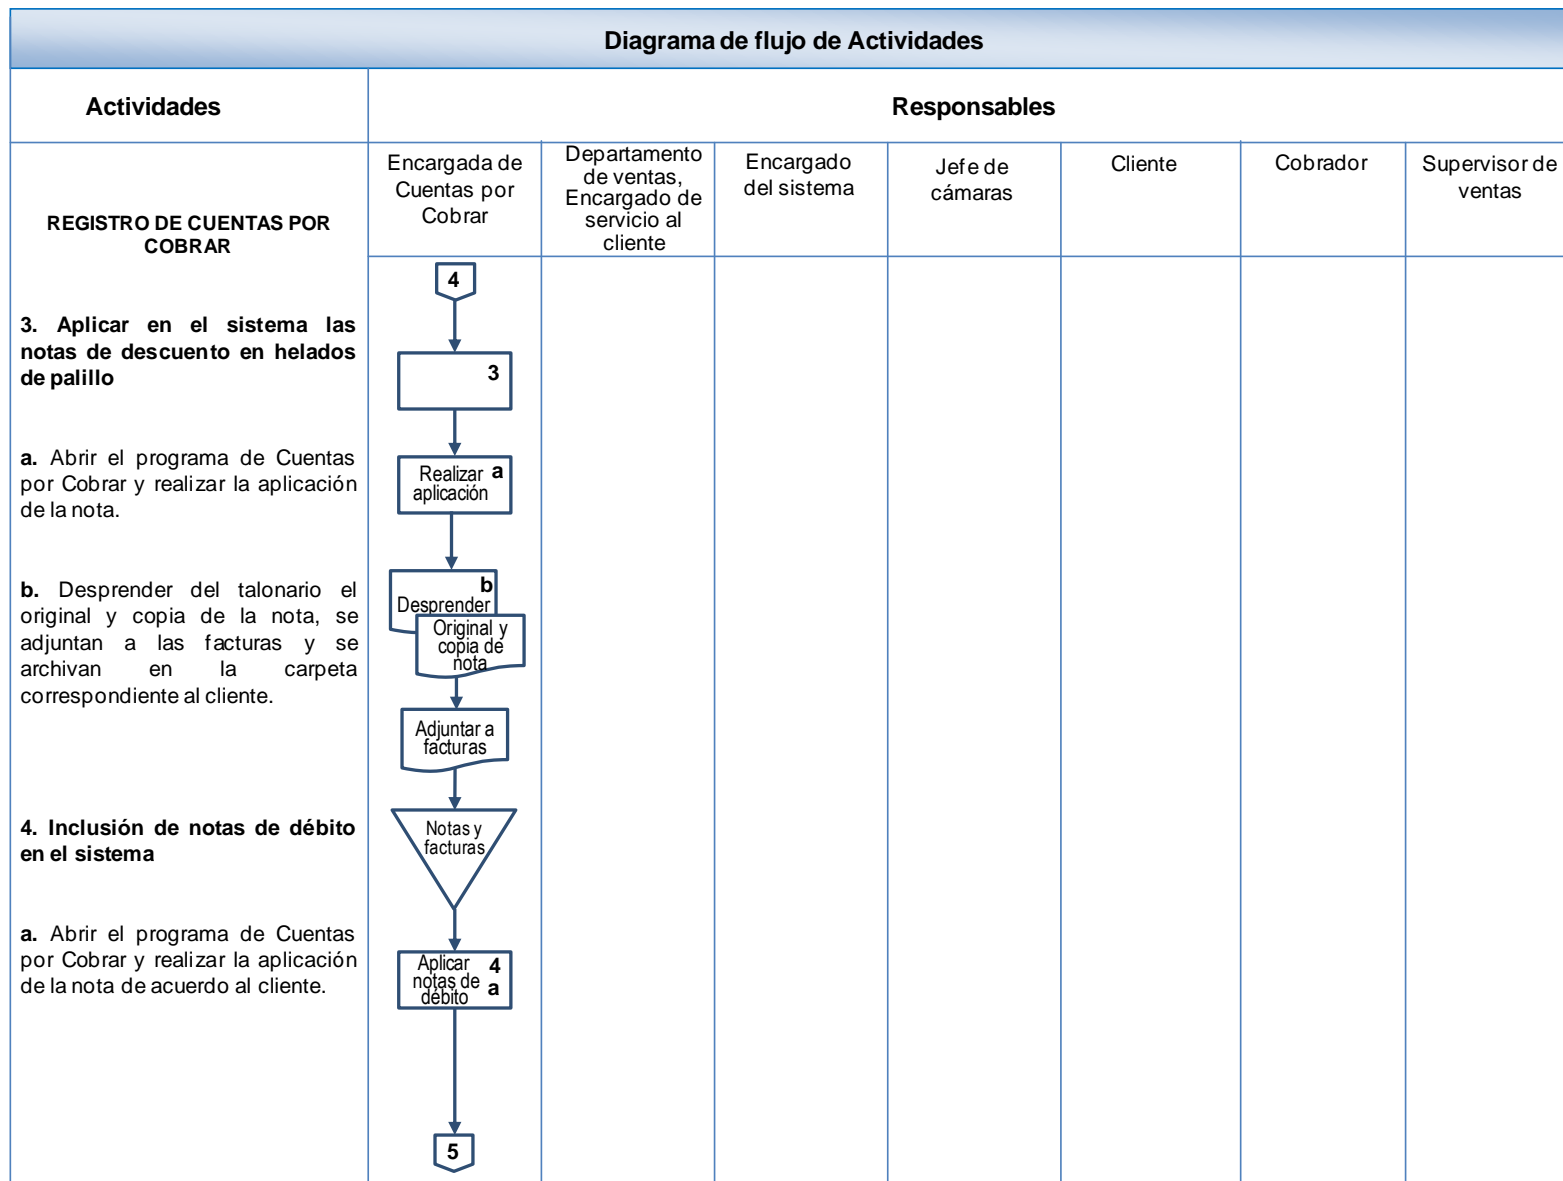 Diagrama de flujo de Actividades
Actividades
Responsables
REGISTRO DE CUENTAS POR
COBRAR
Encargada de
Cuentas por
Cobrar
Departamento
de ventas,
Encargado de
servicio al
cliente
Encargado
del sistema
Jefe de
cámaras
Cliente
Cobrador
Supervisor de
ventas
3. Aplicar en el sistema las
notas de descuento en helados
de palillo
a. Abrir el programa de Cuentas
por Cobrar y realizar la aplicación
de la nota.
b. Desprender del talonario el
original y copia de la nota, se
adjuntan a las facturas y se
archivan en la carpeta
correspondiente al cliente.
4. Inclusión de notas de débito
en el sistema
a. Abrir el programa de Cuentas
por Cobrar y realizar la aplicación
de la nota de acuerdo al cliente.
4
3
Realizar a
aplicación
b
Desprender
Original y
copia de
nota
Adjuntar a
facturas
Notas y
facturas
Aplicar 4
notas de a
débito
5